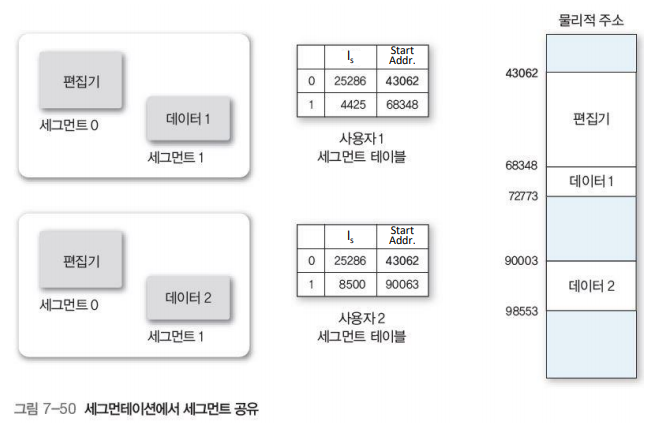 물리적 주소
편집기
세그먼트 0
데이터 1
세그먼트 1
ls
Start
Addr.
0 25286 43062
1 4425 68348
사용자 1
세그먼트 테이블
43062
편집기
68348
데이터 1
72773
편집기
세그먼트 0
데이터 2
세그먼트 1
ls
Start
Addr.
0 25286 43062
1 8500 90063
사용자 2
세그먼트 테이블
90003
데이터 2
98553
그림 7-50 세그먼테이션에서 세그먼트 공유